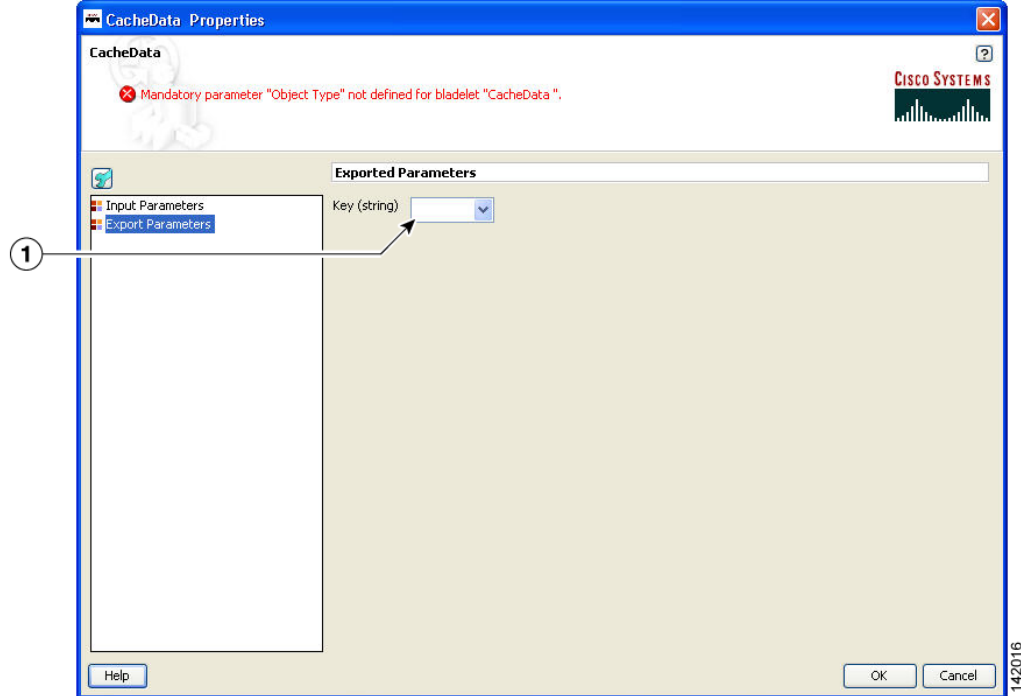 CacheData Properties
CacheData
Mandatory parameter "Object Type" not defined for bladelet "CacheData ".
?
CISCO SYSTEMS
Exported Parameters
Input Parameters
Export Parameters
Key (string)
1
Help
OK
Cancel
142016